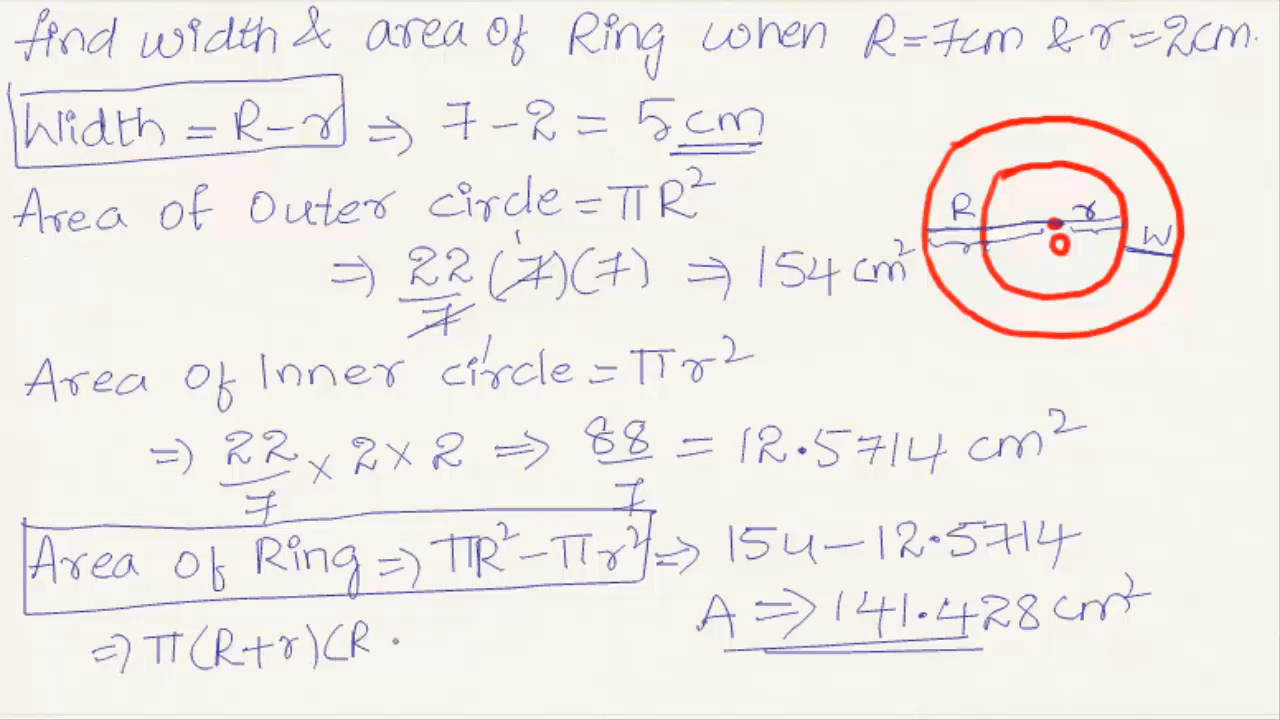 find width & area of Ring when R=7cm & r=2cm.
Width = R-r ⇒ 7-2 = 5cm
Area of Outer circle = πR²
⇒ 22/7 (7)(7) ⇒ 154 cm²
R r W
O
Area of Inner circle = πr²
⇒ 22/7 × 2 × 2 ⇒ 88/7 = 12.5714 cm²
Area of Ring ⇒ πR² - πr² ⇒ 154 - 12.5714
A ⇒ 141.428 cm²
⇒ π(R+r)(R